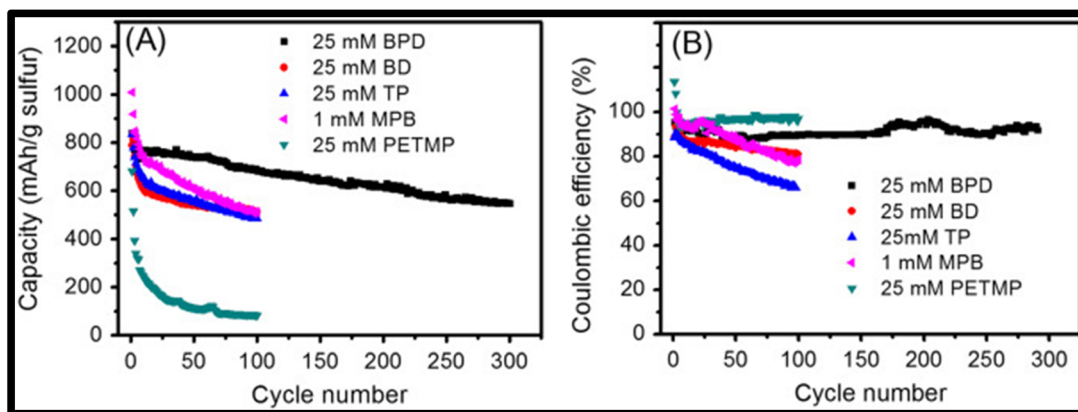 (A)
25 mM BPD
25 mM BD
25 mM TP
1 mM MPB
25 mM PETMP
Capacity (mAh/g sulfur)
1200
1000
800
600
400
200
0
0 50 100 150 200 250 300
Cycle number
(B)
Coulombic efficiency (%)
120
100
80
60
40
20
0
25 mM BPD
25 mM BD
25mM TP
1 mM MPB
25 mM PETMP
0 50 100 150 200 250 300
Cycle number